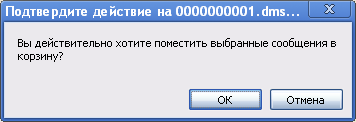 Подтвердите действие на 0000000001.dms...
Вы действительно хотите поместить выбранные сообщения в
корзину?
OK
Отмена